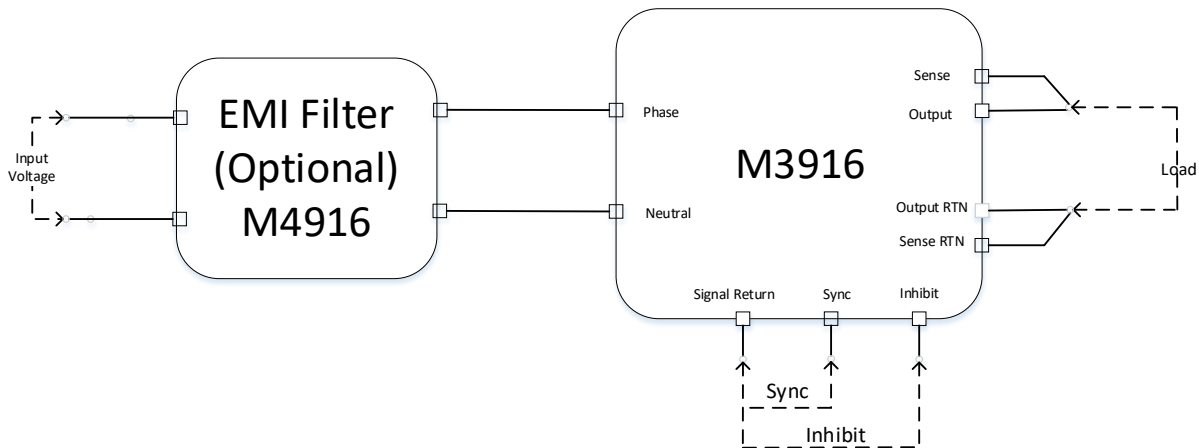 Input
Voltage
EMI Filter
(Optional)
M4916
Phase
Neutral
M3916
Sense
Output
Output RTN
Sense RTN
Load
Signal Return
Sync
Inhibit
Sync
Inhibit